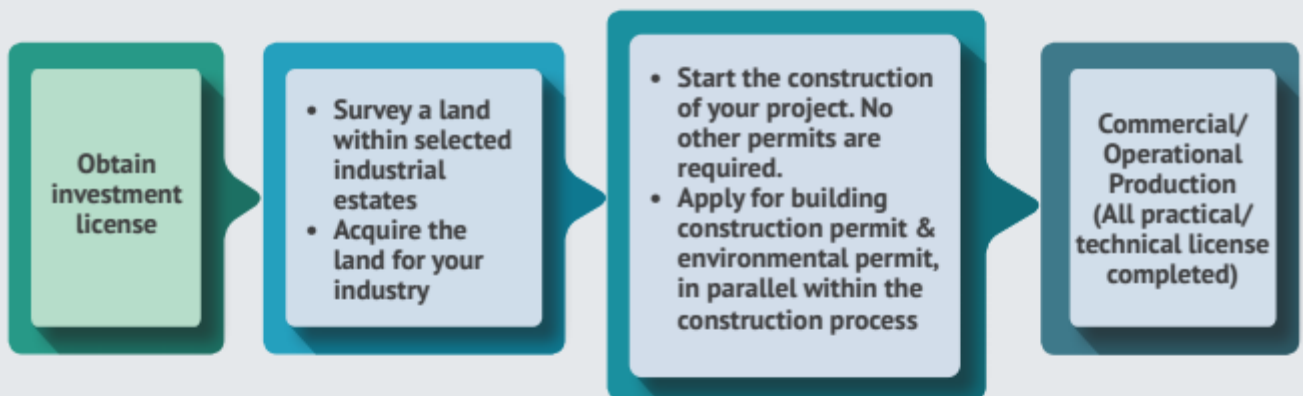 Obtain
investment
license
• Survey a land
within selected
industrial
estates
• Acquire the
land for your
industry
• Start the construction
of your project. No
other permits are
required.
• Apply for building
construction permit &
environmental permit,
in parallel within the
construction process
Commercial/
Operational
Production
(All practical/
technical license
completed)